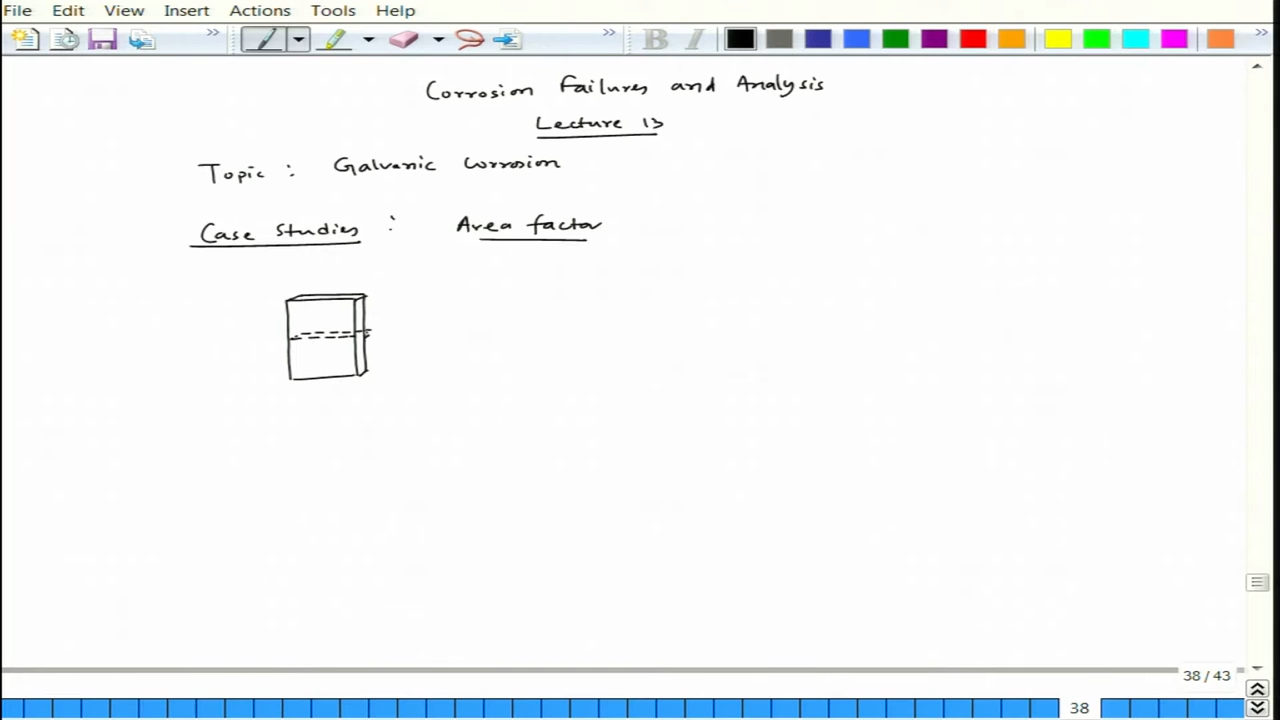 File Edit View Insert Actions Tools Help
B I
Corrosion Failures and Analysis
Lecture 13
Topic : Galvanic Corrosion
Case Studies : Area factor
38 / 43
38